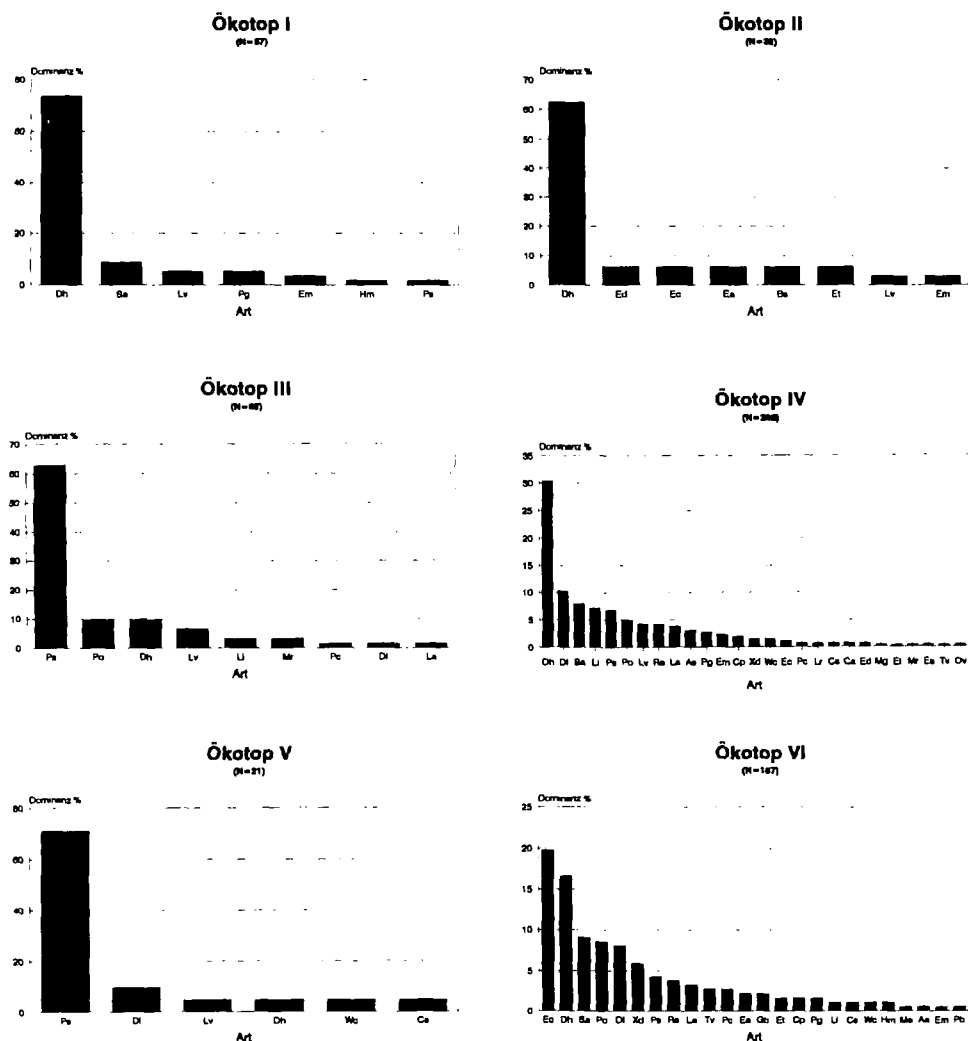 Ökotop I
(N=57)
Dominanz %
80
60
40
20
0
Dh Ba Lv Pg Em Hm Ps
Art
Ökotop II
Dominanz %
70
60
50
40
30
20
10
0
Dh Ed Ec Ea Ba Et Lv Em
Art
Ökotop III
Dominanz %
70
60
50
40
30
20
10
0
Ps Po Dh Lv Li Mr Pc Dl La
Art
Ökotop IV
Dominanz %
35
30
25
20
15
10
5
0
Dh Dl Ba Li Ps Po Lv Ra La Aa Pg Em Cp Xd Wc Ec Pc Lr Ca Ca Ed Mg Et Mr Ea Tv Ov
Art
Ökotop V
(N=21)
Dominanz %
80
60
40
20
0
Ps Dl Lv Dh Wc Ca
Art
Ökotop VI
(N=187)
Dominanz %
25
20
15
10
5
0
Ec Dh Ba Po Dl Xd Ps Ra La Tv Pc Ea Gb Et Cp Pg Li Ca Wc Hm Ma Aa Em Pb
Art